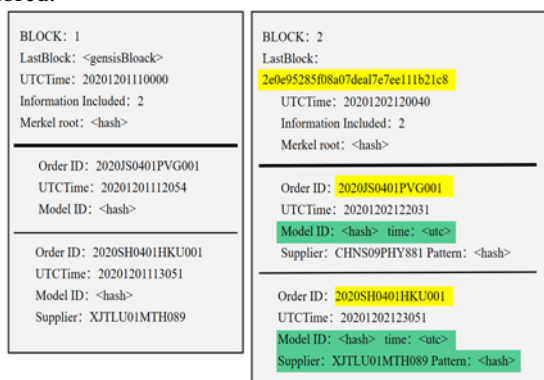 BLOCK: 1
LastBlock: <gensisBloack>
UTCTime: 20201201110000
Information Included: 2
Merkel root: <hash>
Order ID: 2020JS0401PVG001
UTCTime: 20201201112054
Model ID: <hash>
Order ID: 2020SH0401HKU001
UTCTime: 20201201113051
Model ID: <hash>
Supplier: XJTLU01MTH089
BLOCK: 2
LastBlock:
2e0e95285f08a07deal7e7ee111b21c8
UTCTime: 20201202120040
Information Included: 2
Merkel root: <hash>
Order ID: 2020JS0401PVG001
UTCTime: 20201202122031
Model ID: <hash> time: <utc>
Supplier: CHNS09PHY881 Pattern: <hash>
Order ID: 2020SH0401HKU001
UTCTime: 20201202123051
Model ID: <hash> time: <utc>
Supplier: XJTLU01MTH089 Pattern: <hash>